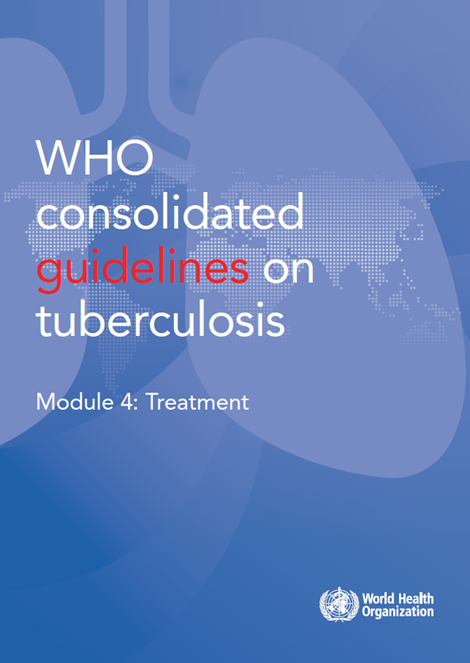 WHO
consolidated
guidelines on
tuberculosis
Module 4: Treatment
World Health
Organization